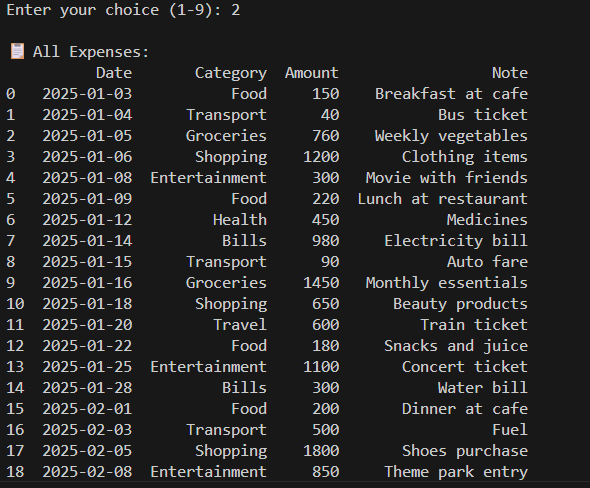 Enter your choice (1-9): 2
📋 All Expenses:
Date Category Amount Note
0 2025-01-03 Food 150 Breakfast at cafe
1 2025-01-04 Transport 40 Bus ticket
2 2025-01-05 Groceries 760 Weekly vegetables
3 2025-01-06 Shopping 1200 Clothing items
4 2025-01-08 Entertainment 300 Movie with friends
5 2025-01-09 Food 220 Lunch at restaurant
6 2025-01-12 Health 450 Medicines
7 2025-01-14 Bills 980 Electricity bill
8 2025-01-15 Transport 90 Auto fare
9 2025-01-16 Groceries 1450 Monthly essentials
10 2025-01-18 Shopping 650 Beauty products
11 2025-01-20 Travel 600 Train ticket
12 2025-01-22 Food 180 Snacks and juice
13 2025-01-25 Entertainment 1100 Concert ticket
14 2025-01-28 Bills 300 Water bill
15 2025-02-01 Food 200 Dinner at cafe
16 2025-02-03 Transport 500 Fuel
17 2025-02-05 Shopping 1800 Shoes purchase
18 2025-02-08 Entertainment 850 Theme park entry